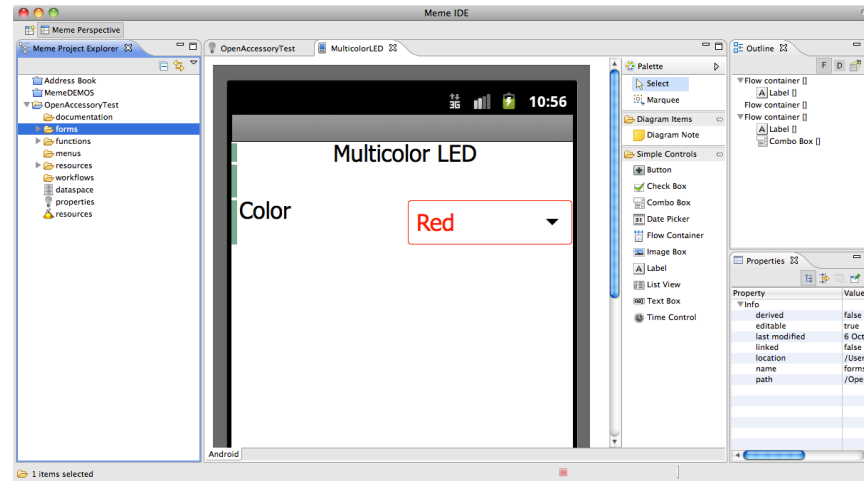 Meme IDE
Meme Perspective
Meme Project Explorer
Address Book
MemeDEMOS
OpenAccessoryTest
documentation
forms
functions
menus
resources
workflows
dataspace
properties
resources
OpenAccessoryTest
MulticolorLED
3G
10:56
Multicolor LED
Color
Red
Android
Palette
Select
Marquee
Diagram Items
Diagram Note
Simple Controls
Button
Check Box
Combo Box
Date Picker
Flow Container
Image Box
Label
List View
Text Box
Time Control
Outline
F D
Flow container []
Label []
Flow container []
Flow container []
Label []
Combo Box []
Properties
Property Value
Info
derived false
editable true
last modified 6 Oct
linked false
location /User
name forms
path /Ope
1 items selected